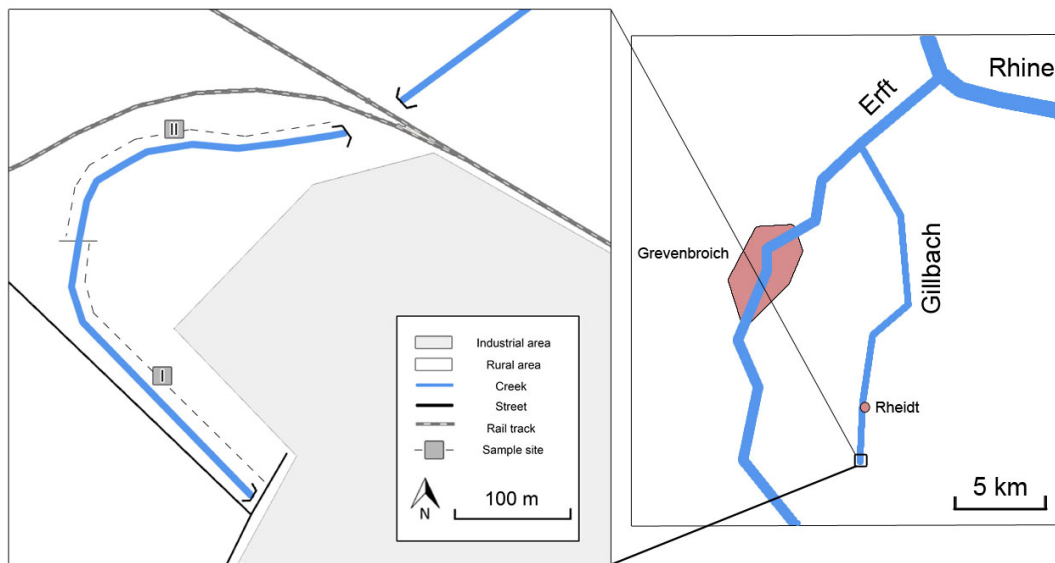 II
I
Industrial area
Rural area
Creek
Street
Rail track
Sample site
N
100 m
Rhine
Erft
Grevenbroich
Gillbach
Rheidt
5 km